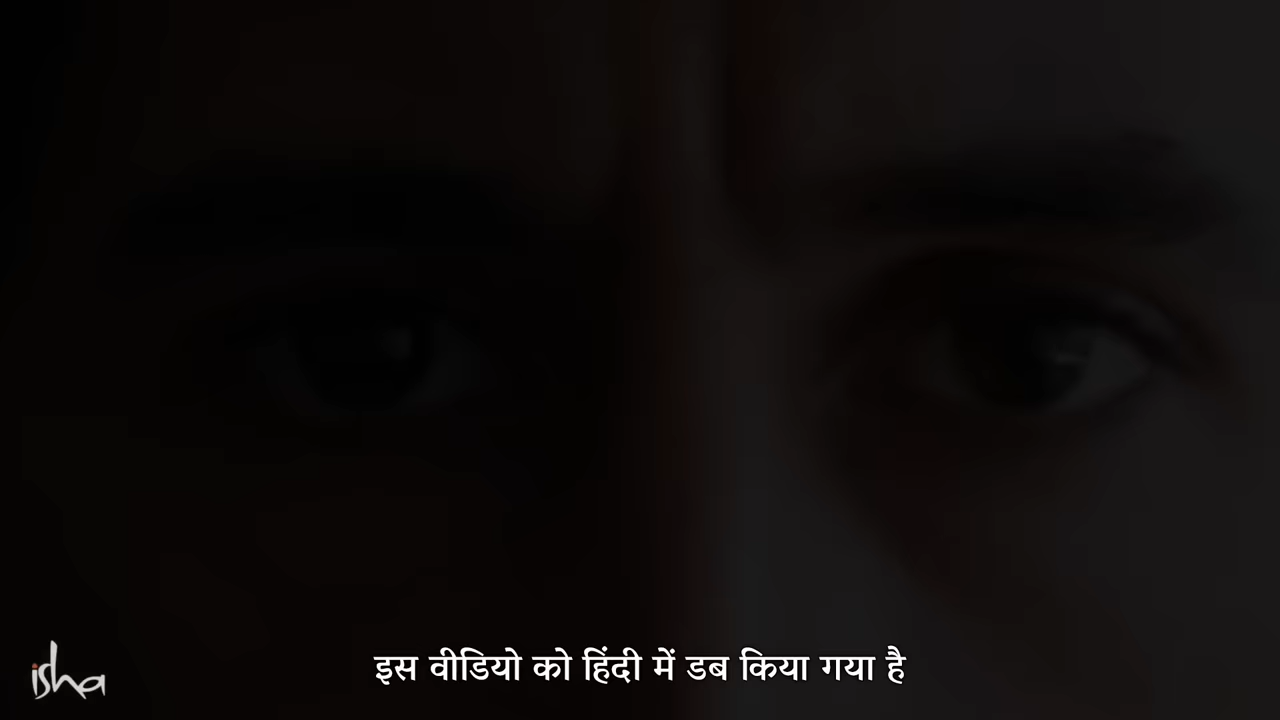 इस वीडियो को हिंदी में डब किया गया है
isha